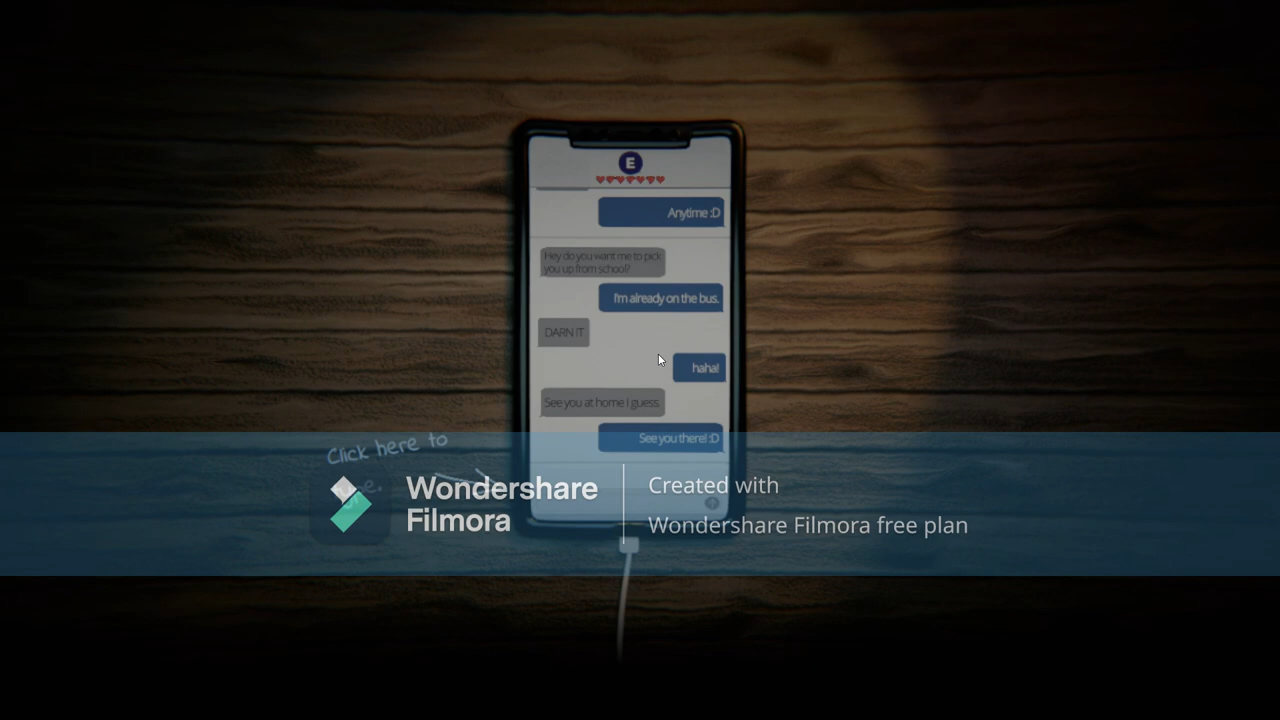 E
Anytime :D
Hey do you want me to pick
you up from school?
I'm already on the bus.
DARN IT
haha!
See you at home I guess.
See you there! :D
Click here to
Wondershare
Filmora
Created with
Wondershare Filmora free plan